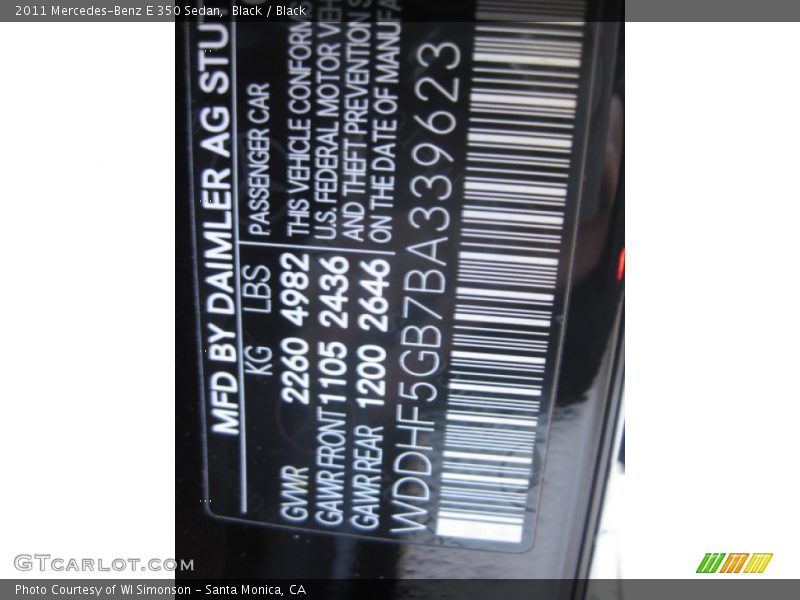 2011 Mercedes-Benz E 350 Sedan, Black / Black
MFD BY DAIMLER AG STUT
KG LBS PASSENGER CAR
GVWR 2260 4982 THIS VEHICLE CONFORM
GAWR FRONT 1105 2436 U.S. FEDERAL MOTOR VEH
GAWR REAR 1200 2646 AND THEFT PREVENTION S
ON THE DATE OF MANUFA
WDDHF5GB7BA339623
GTCARLOT.COM
Photo Courtesy of WI Simonson - Santa Monica, CA